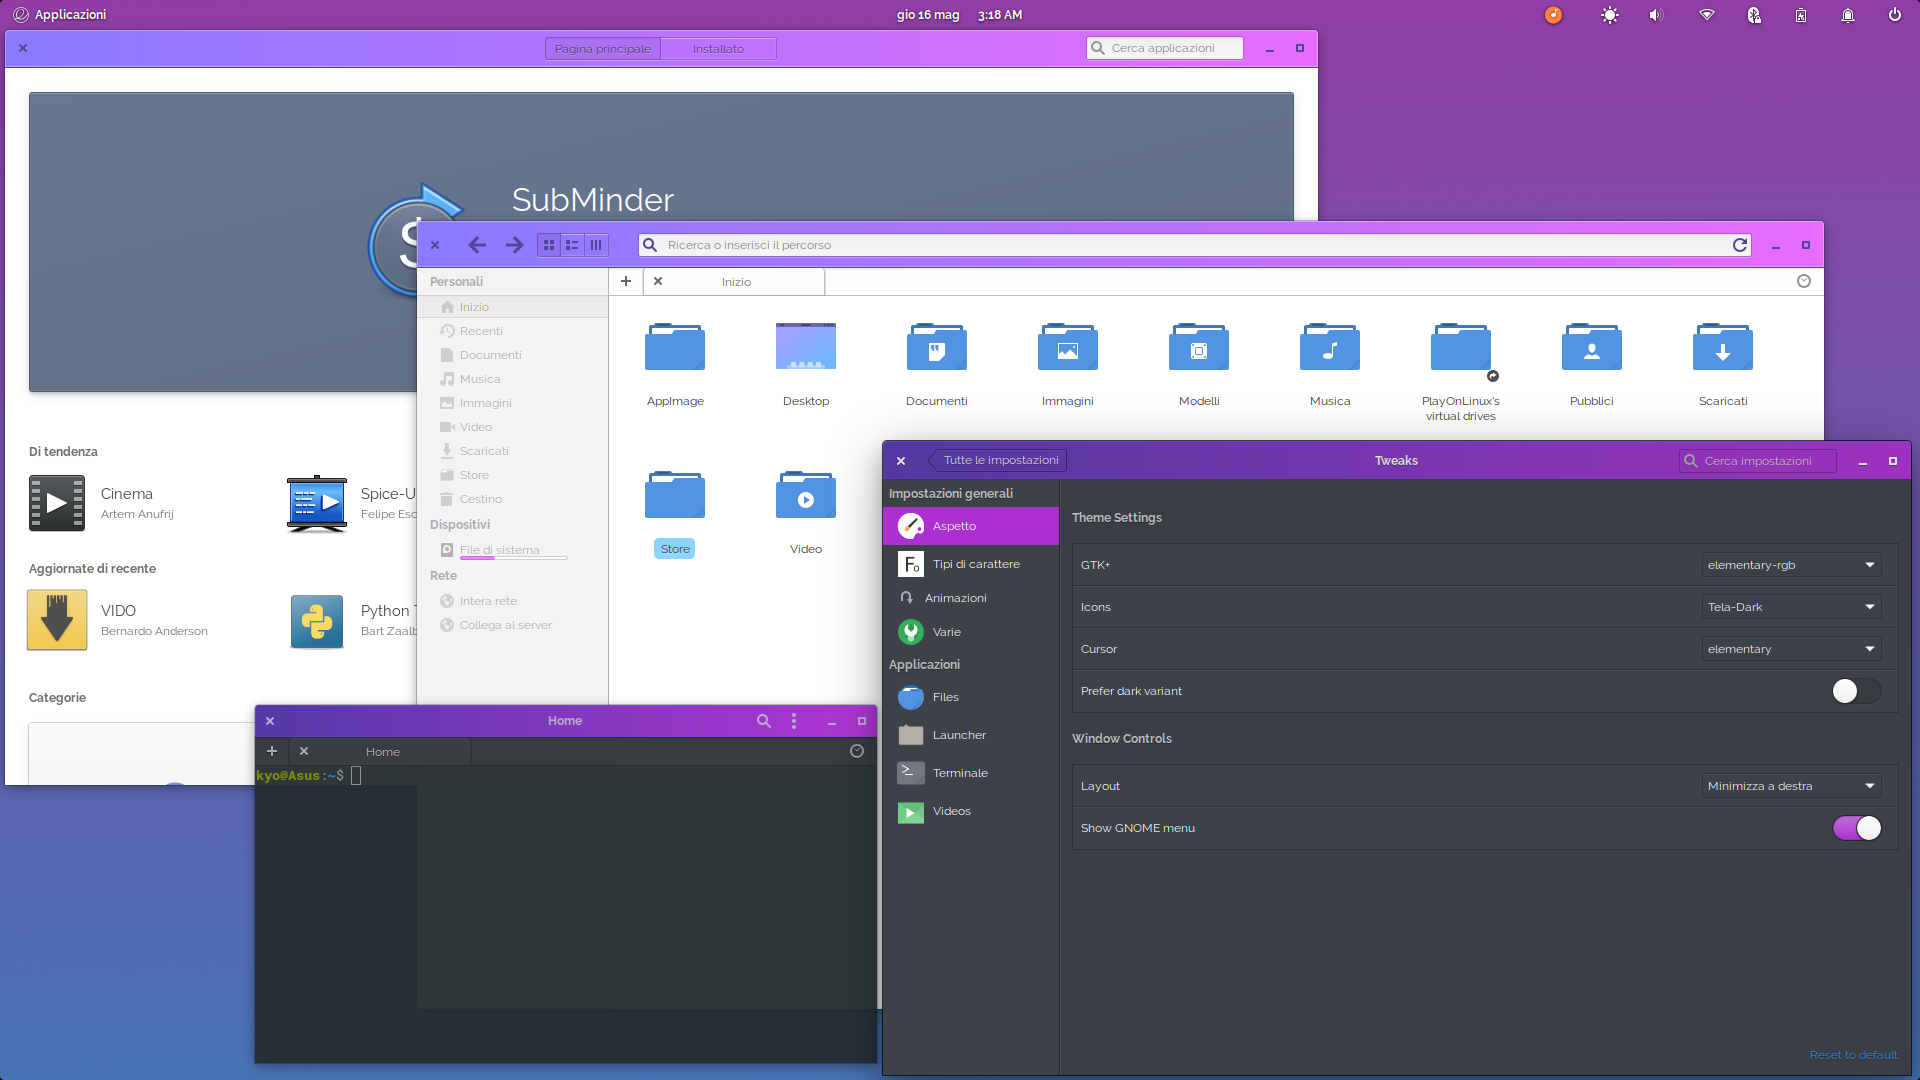 Applicazioni
gio 16 mag 3:18 AM
Pagina principale
Installato
Cerca applicazioni
SubMinder
Di tendenza
Cinema
Artem Anufrij
Spice-U
Felipe Esc
Aggiornate di recente
VIDO
Bernardo Anderson
Python
Bart Zaalb
Categorie
Ricerca o inserisci il percorso
Personali
Inizio
Recenti
Documenti
Musica
Immagini
Video
Scaricati
Store
Cestino
Dispositivi
File di sistema
Rete
Intera rete
Collega al server
Inizio
AppImage
Desktop
Documenti
Immagini
Modelli
Musica
PlayOnLinux's
virtual drives
Pubblici
Scaricati
Store
Video
Home
Home
kyo@Asus:~$
Tutte le impostazioni
Tweaks
Cerca impostazioni
Impostazioni generali
Aspetto
Tipi di carattere
Animazioni
Varie
Applicazioni
Files
Launcher
Terminale
Videos
Theme Settings
GTK+
elementary-rgb
Icons
Tela-Dark
Cursor
elementary
Prefer dark variant
Window Controls
Layout
Minimizza a destra
Show GNOME menu
Reset to default